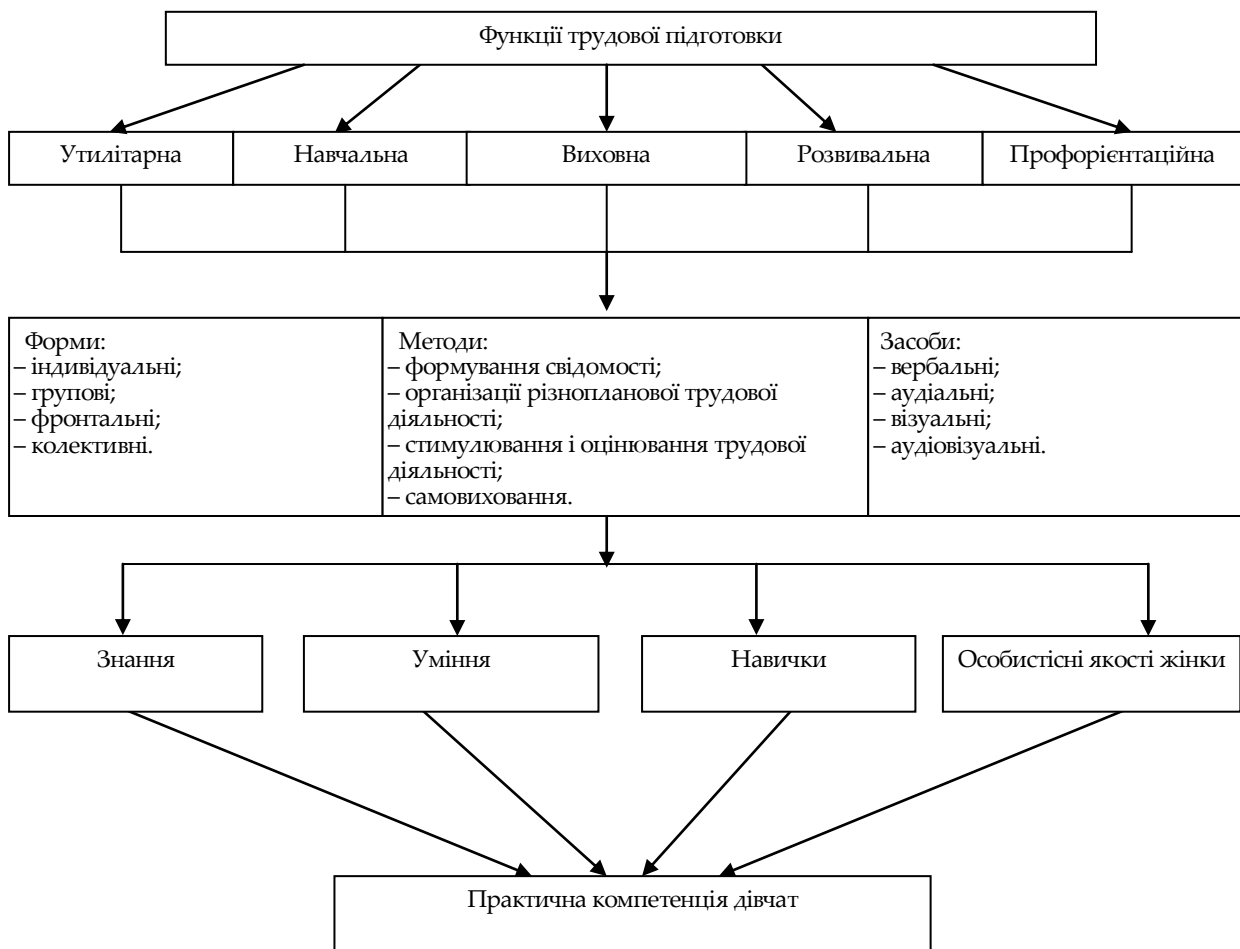 Функції трудової підготовки
Утилітарна
Навчальна
Виховна
Розвивальна
Профорієнтаційна
Форми:
– індивідуальні;
– групові;
– фронтальні;
– колективні.
Методи:
– формування свідомості;
– організації різнопланової трудової
діяльності;
– стимулювання і оцінювання трудової
діяльності;
– самовиховання.
Засоби:
– вербальні;
– аудіальні;
– візуальні;
– аудіовізуальні.
Знання
Уміння
Навички
Особистісні якості жінки
Практична компетенція дівчат